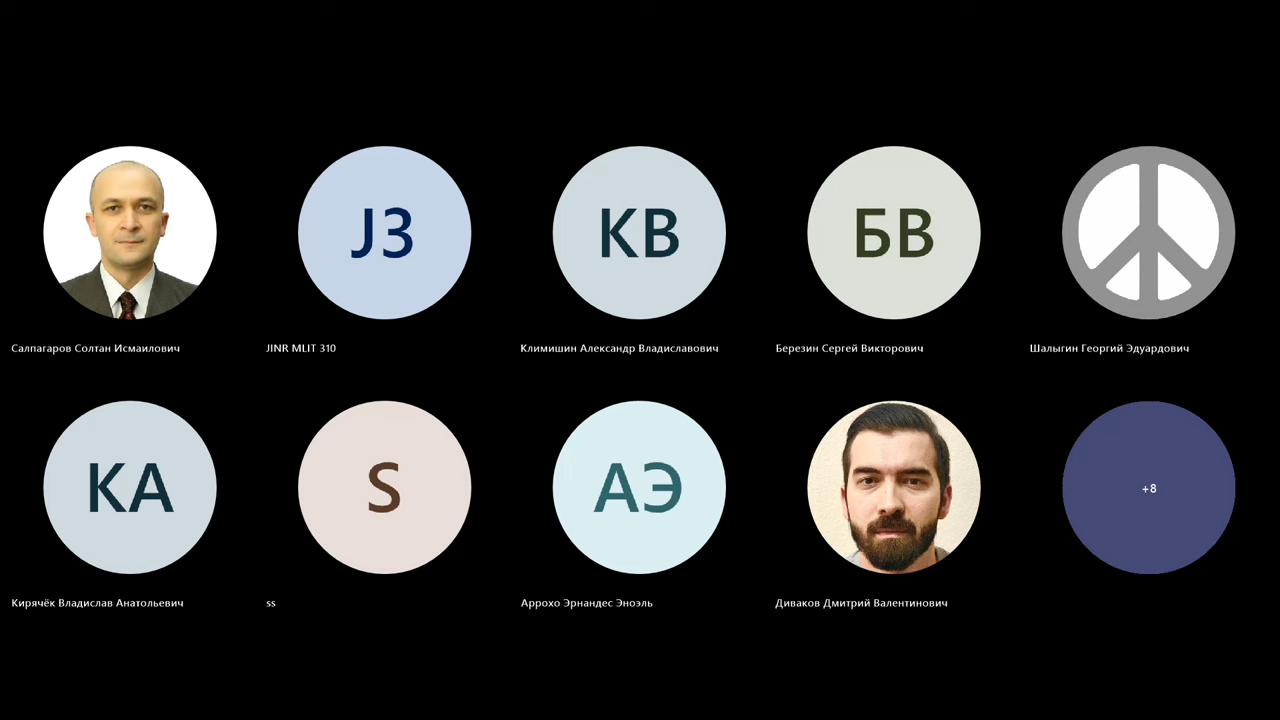 JЗ
КВ
БВ
Салпагаров Солтан Исмаилович
JINR MLIT 310
Климишин Александр Владиславович
Березин Сергей Викторович
Шалыгин Георгий Эдуардович
КА
S
АЭ
+8
Кирячёк Владислав Анатольевич
ss
Аррохо Эрнандес Эноэль
Диваков Дмитрий Валентинович